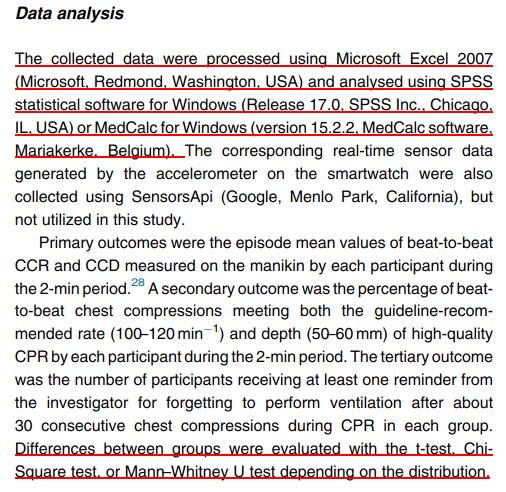 Data analysis
The collected data were processed using Microsoft Excel 2007
(Microsoft, Redmond, Washington, USA) and analysed using SPSS
statistical software for Windows (Release 17.0, SPSS Inc., Chicago,
IL, USA) or MedCalc for Windows (version 15.2.2, MedCalc software,
Mariakerke, Belgium). The corresponding real-time sensor data
generated by the accelerometer on the smartwatch were also
collected using SensorsApi (Google, Menlo Park, California), but
not utilized in this study.
Primary outcomes were the episode mean values of beat-to-beat
CCR and CCD measured on the manikin by each participant during
the 2-min period.²⁸ A secondary outcome was the percentage of beat-
to-beat chest compressions meeting both the guideline-recom-
mended rate (100–120 min⁻¹) and depth (50–60 mm) of high-quality
CPR by each participant during the 2-min period. The tertiary outcome
was the number of participants receiving at least one reminder from
the investigator for forgetting to perform ventilation after about
30 consecutive chest compressions during CPR in each group.
Differences between groups were evaluated with the t-test, Chi-
Square test, or Mann–Whitney U test depending on the distribution.